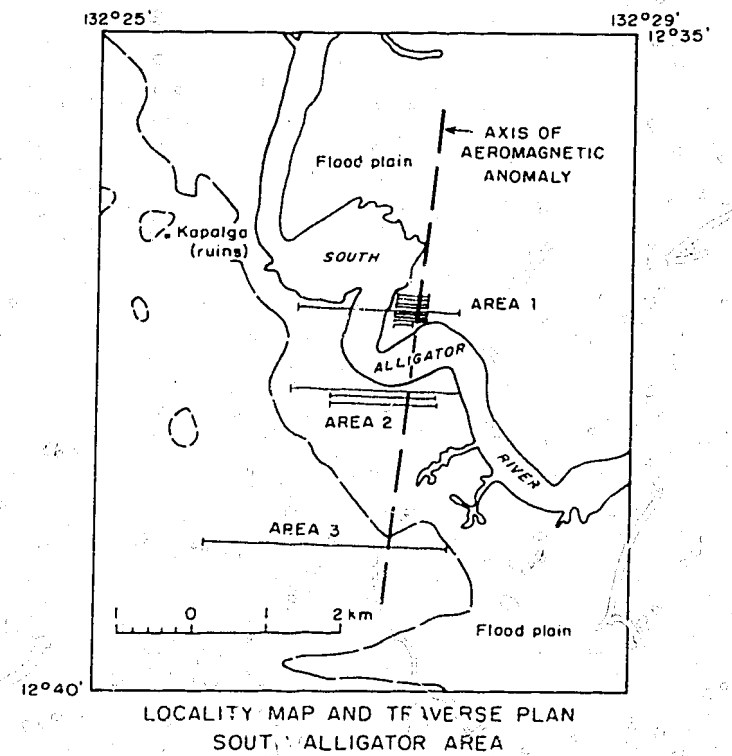 132°25'
132°29'
12°35'
AXIS OF
AEROMAGNETIC
ANOMALY
Flood plain
Kapalga
(ruins)
SOUTH
AREA 1
ALLIGATOR
AREA 2
RIVER
AREA 3
1 0 1 2 km
Flood plain
12°40'
LOCALITY MAP AND PLAN
ALLIGATOR AREA